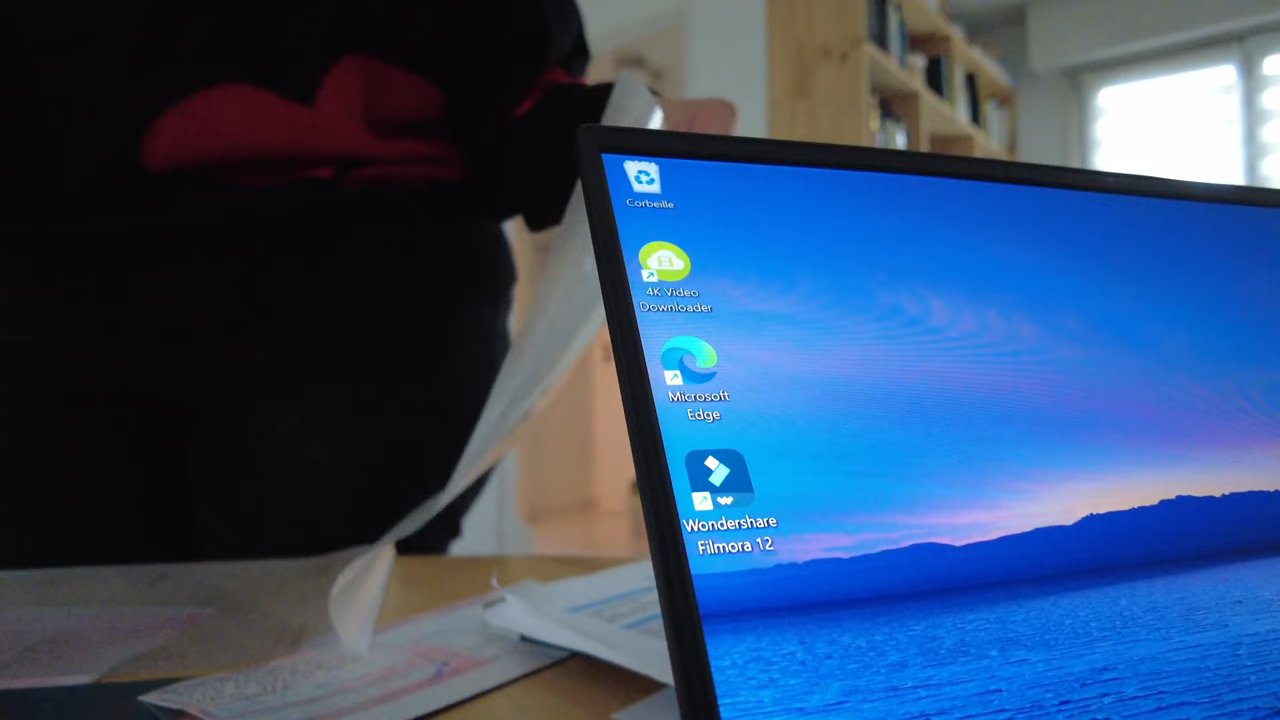 Corbeille
4K Video
Downloader
Microsoft
Edge
Wondershare
Filmora 12